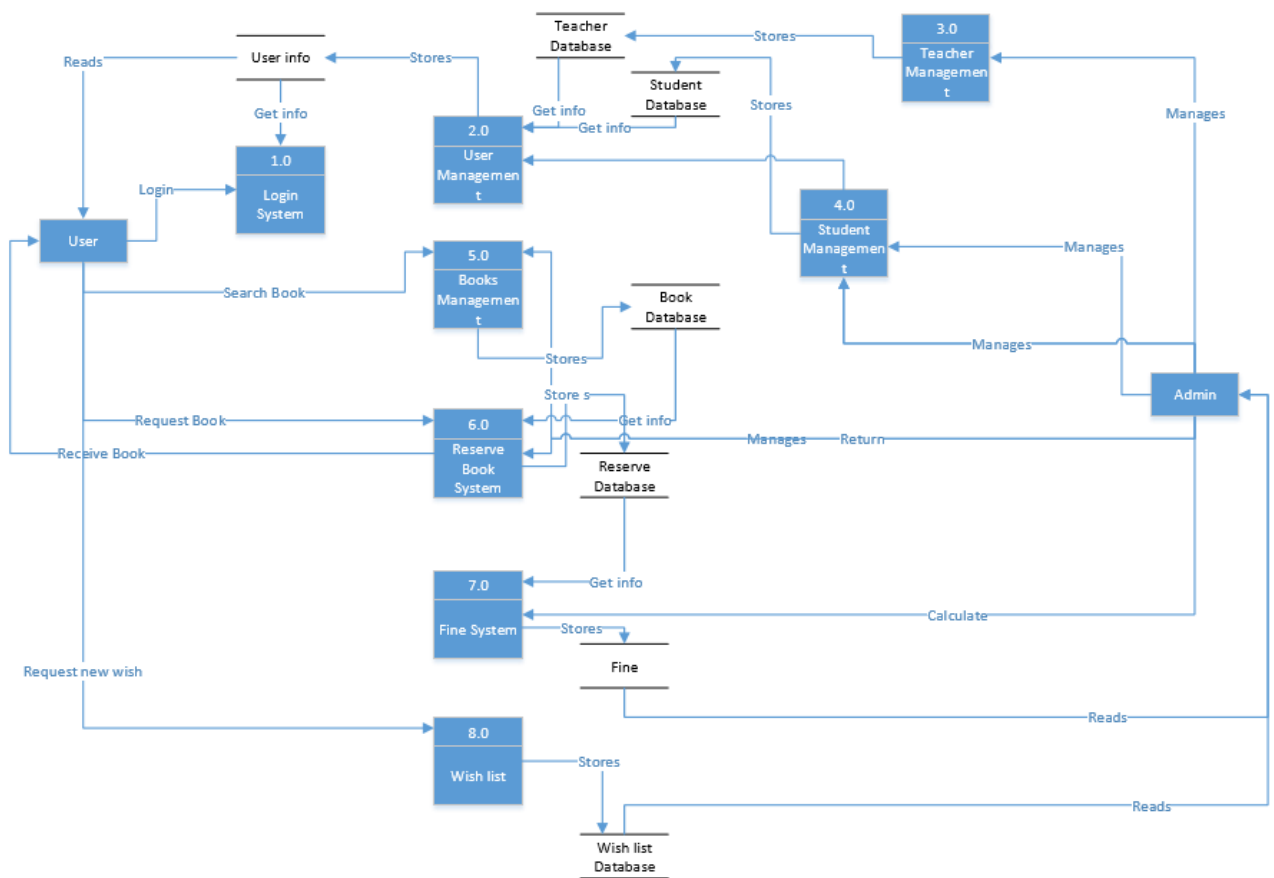 Teacher
Database
Stores
3.0
Teacher
Managemen
t
User info
Reads
Stores
Student
Database
Stores
Get info
Get info
Get info
Manages
2.0
User
Managemen
t
1.0
Login
System
Login
4.0
Student
Managemen
t
User
Manages
5.0
Books
Managemen
t
Search Book
Book
Database
Manages
Stores
Admin
Store s
Request Book
Get info
6.0
Reserve
Book
System
Manages
Return
Receive Book
Reserve
Database
7.0
Fine System
Get info
Calculate
Stores
Fine
Request new wish
Reads
8.0
Wish list
Stores
Reads
Wish list
Database